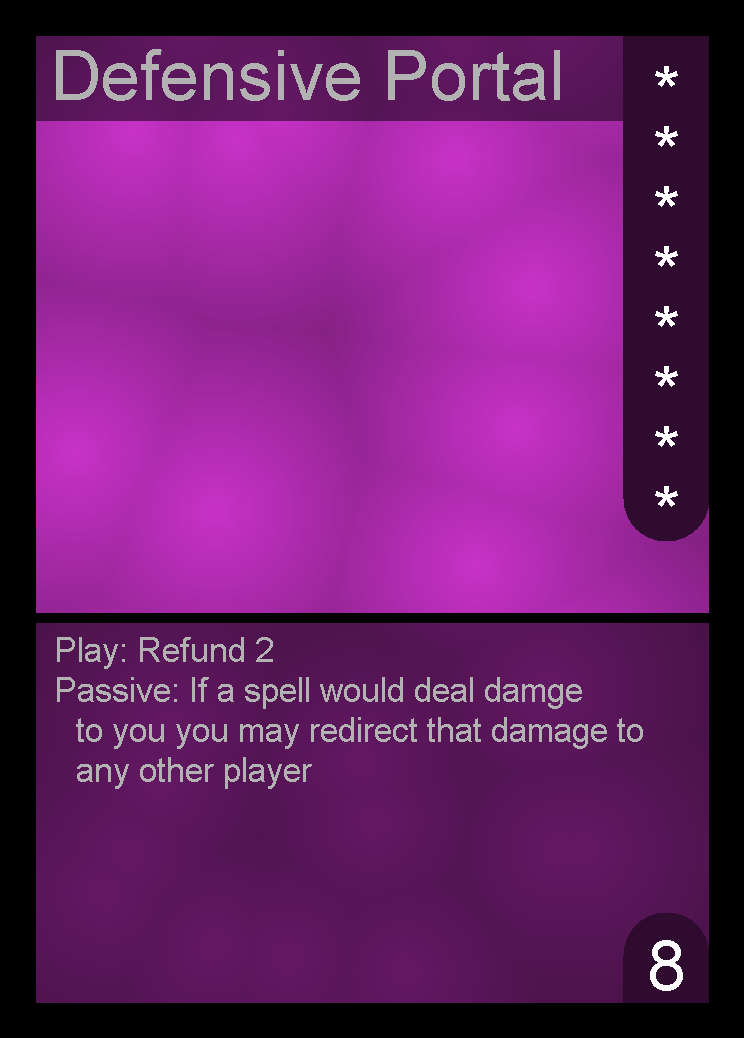 Defensive Portal
*
*
*
*
*
*
*
*
Play: Refund 2
Passive: If a spell would deal damge
to you you may redirect that damage to
any other player
8